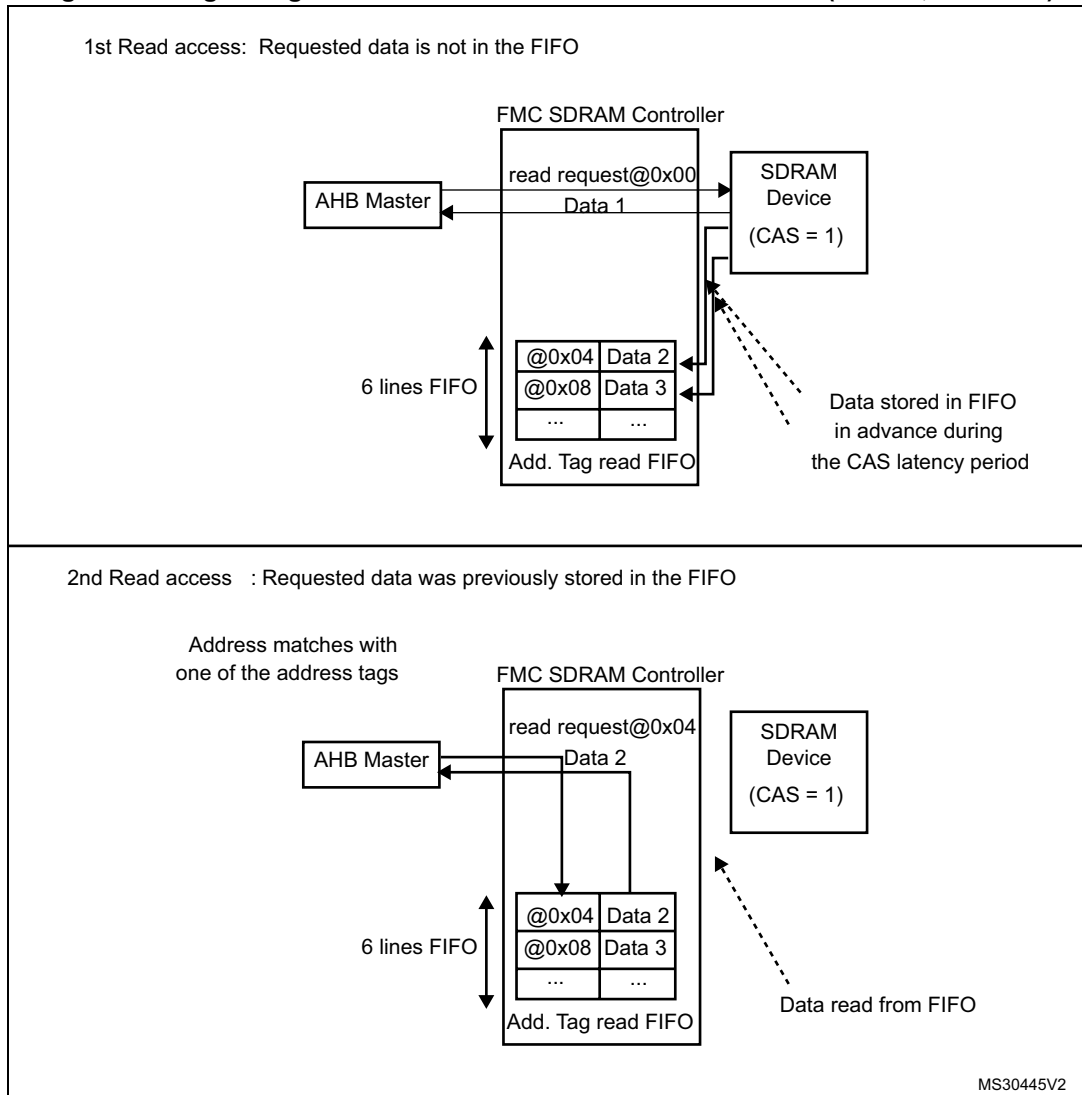 1st Read access: Requested data is not in the FIFO
FMC SDRAM Controller
read request@0x00
Data 1
AHB Master
SDRAM
Device
(CAS = 1)
6 lines FIFO
@0x04 Data 2
@0x08 Data 3
... ...
Add. Tag read FIFO
Data stored in FIFO
in advance during
the CAS latency period
2nd Read access : Requested data was previously stored in the FIFO
Address matches with
one of the address tags
FMC SDRAM Controller
read request@0x04
Data 2
AHB Master
SDRAM
Device
(CAS = 1)
6 lines FIFO
@0x04 Data 2
@0x08 Data 3
... ...
Add. Tag read FIFO
Data read from FIFO
MS30445V2